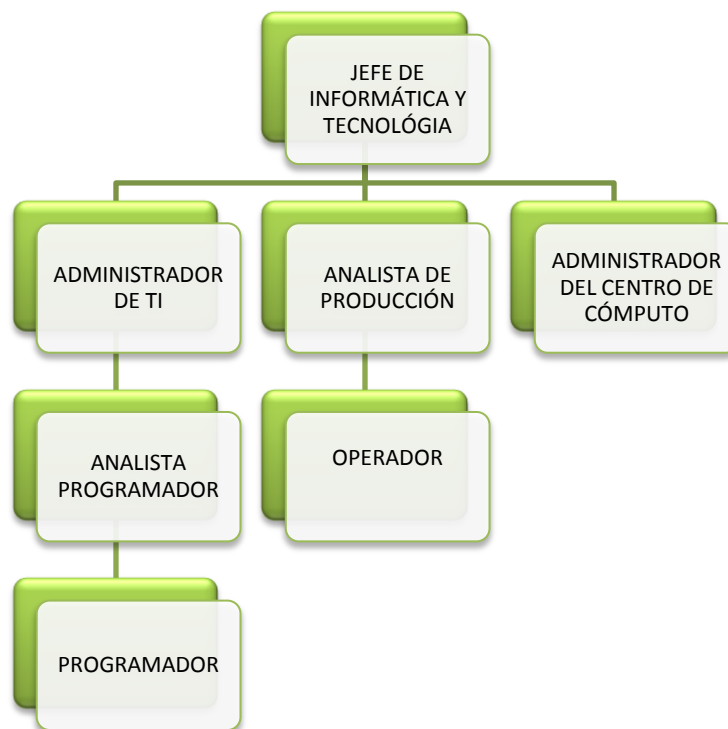 JEFE DE
INFORMÁTICA Y
TECNOLÓGIA
ADMINISTRADOR
DE TI
ANALISTA DE
PRODUCCIÓN
ADMINISTRADOR
DEL CENTRO DE
CÓMPUTO
ANALISTA
PROGRAMADOR
OPERADOR
PROGRAMADOR